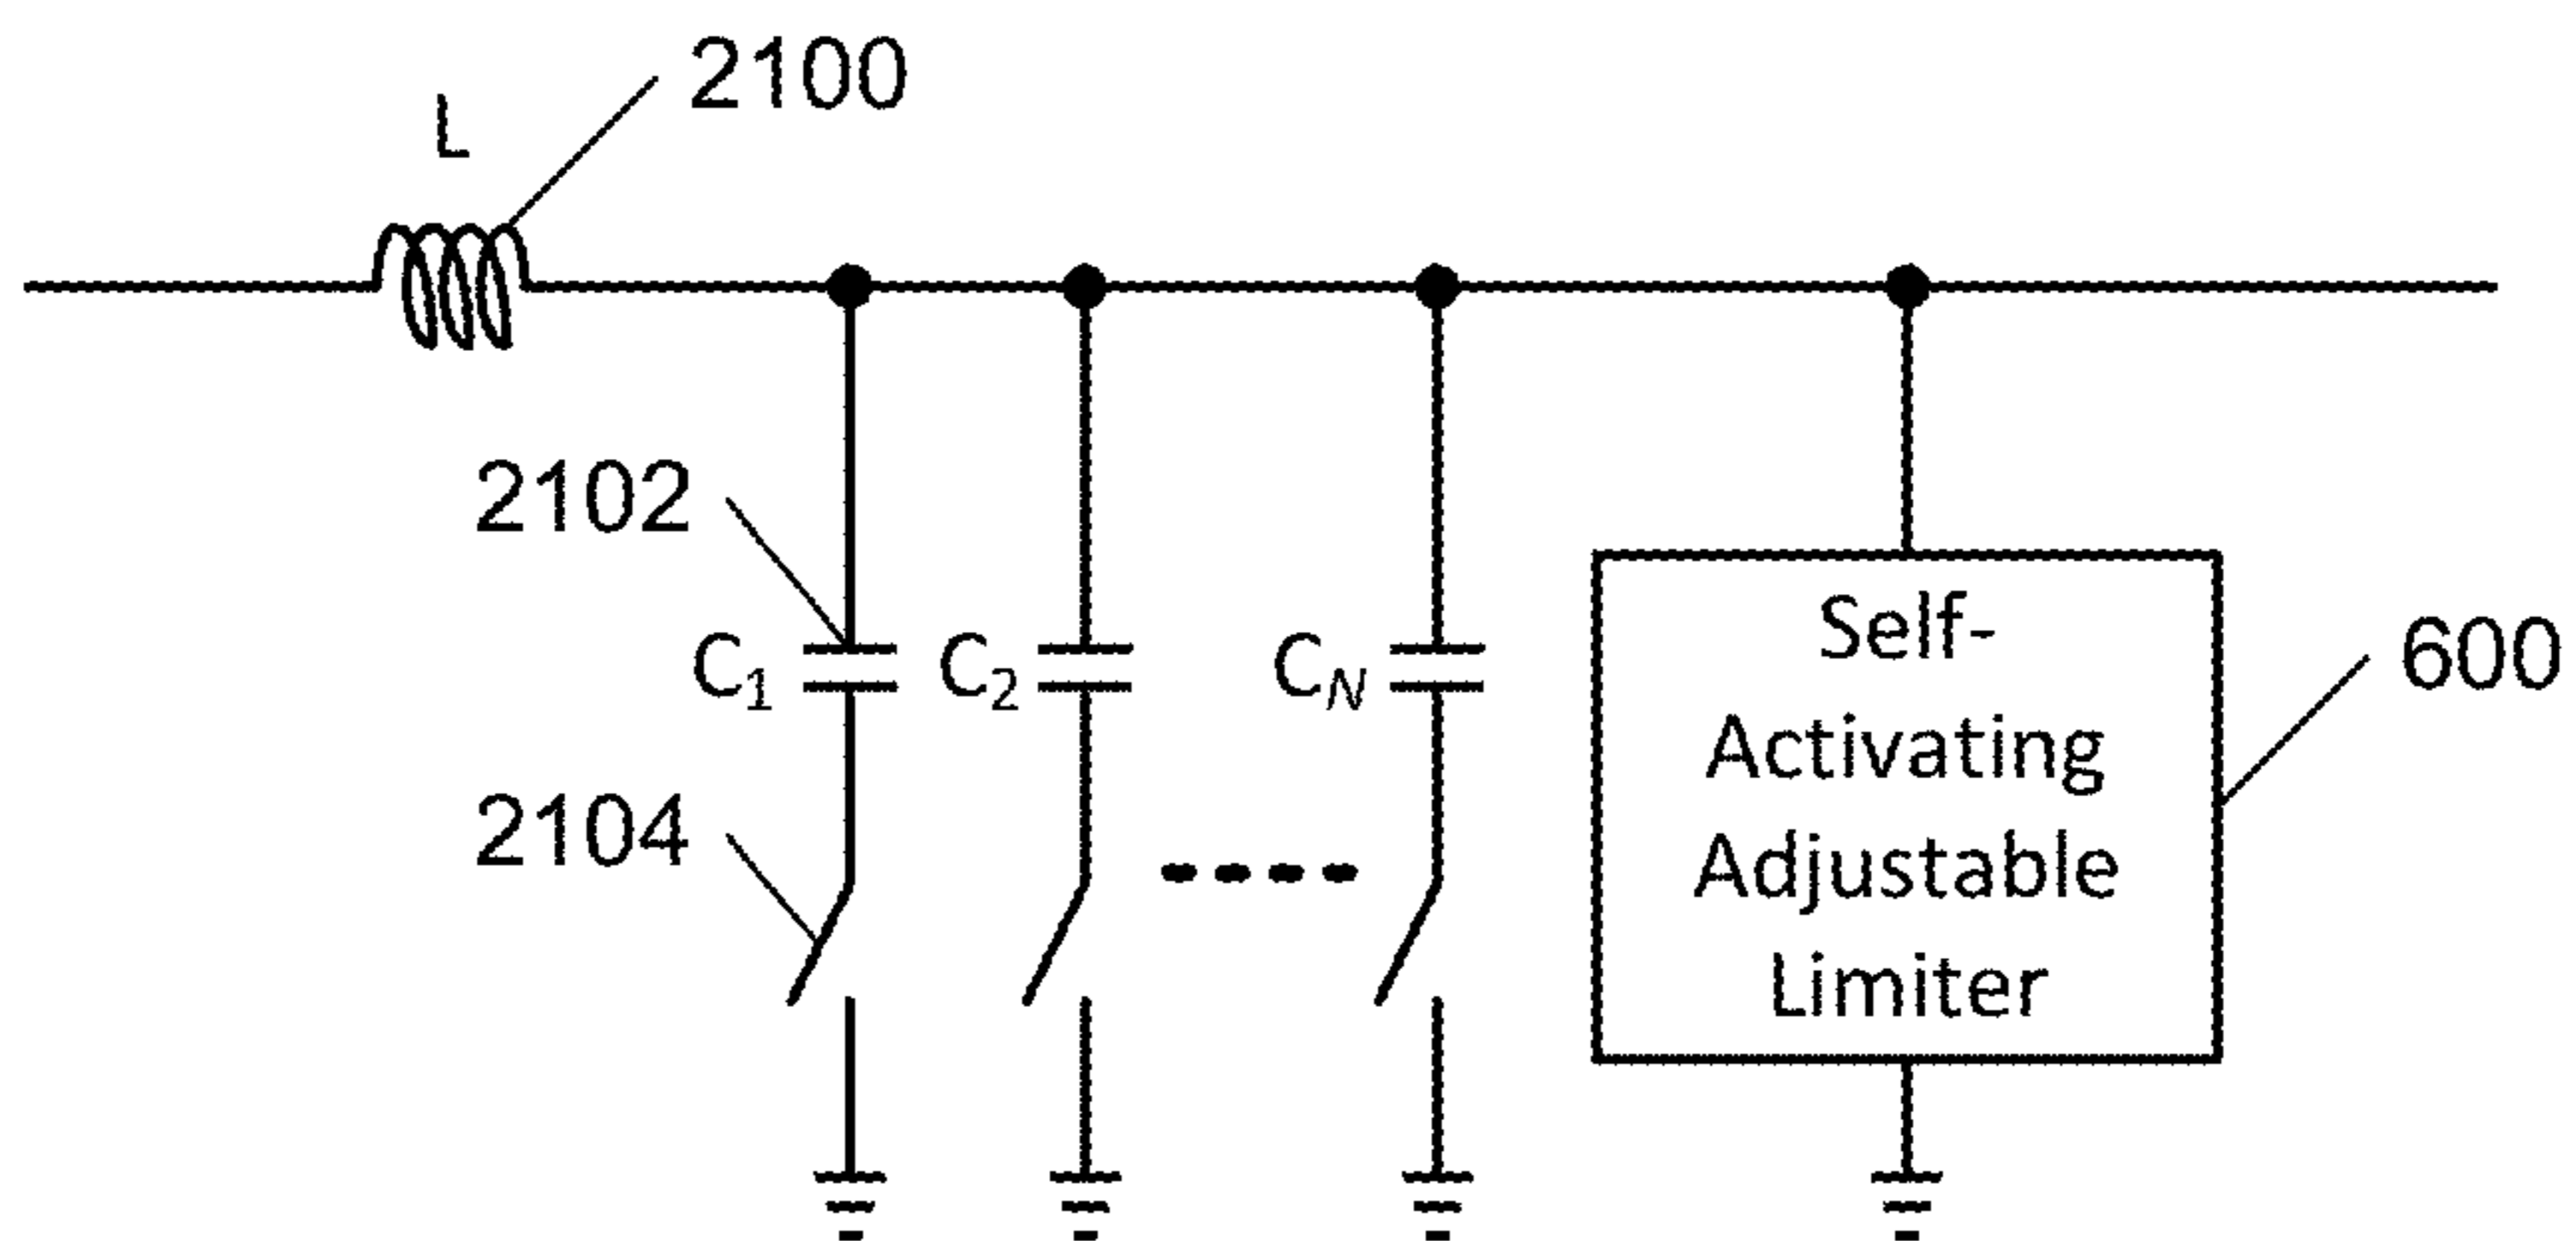 2100
L
2102
C1
C2
CN
2104
Self-
Activating
Adjustable
Limiter
600